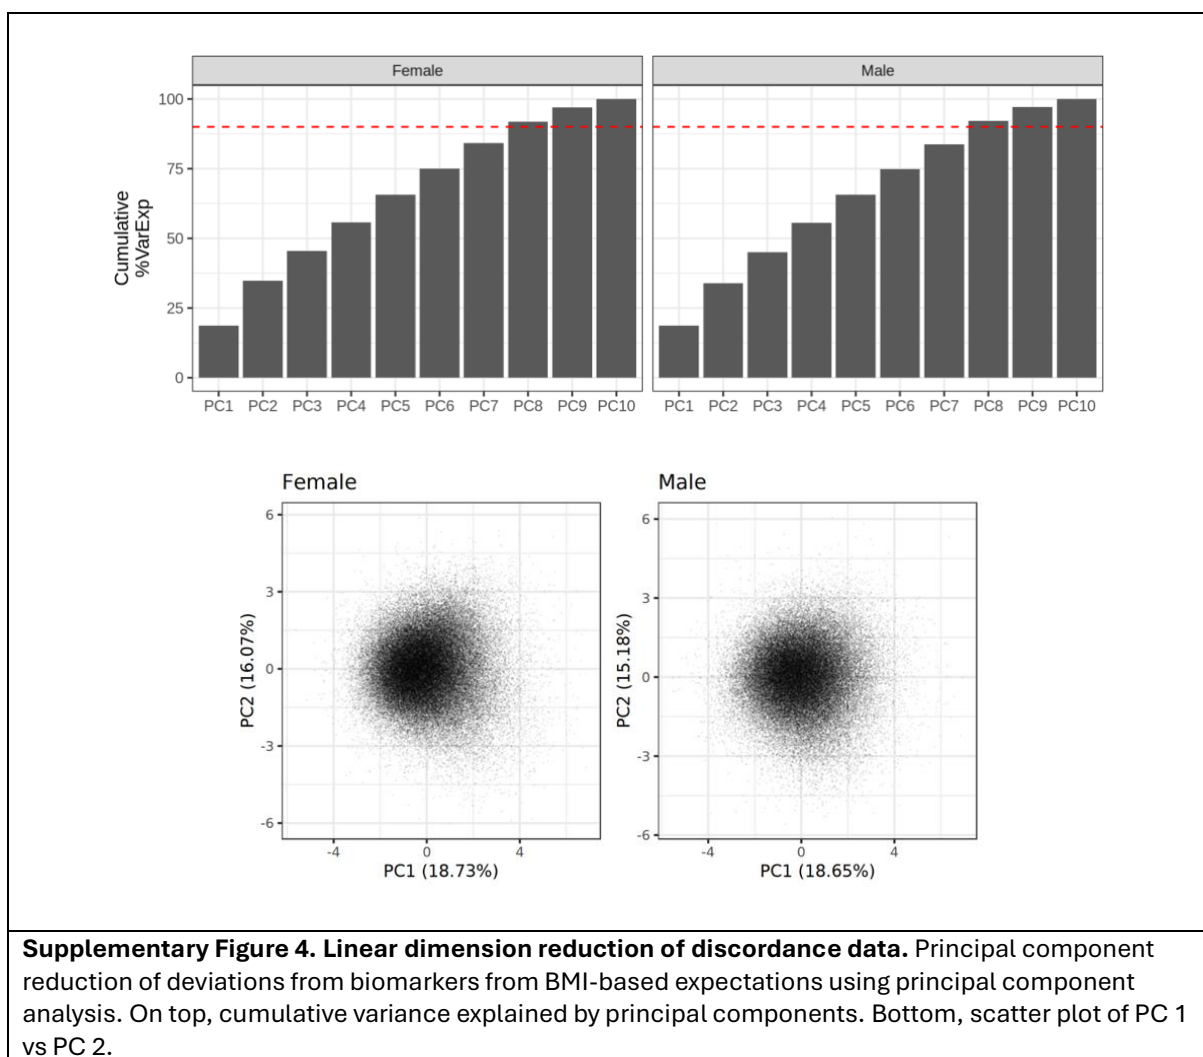 Female
Male
Cumulative
%VarExp
100
75
50
25
0
PC1 PC2 PC3 PC4 PC5 PC6 PC7 PC8 PC9 PC10
PC1 PC2 PC3 PC4 PC5 PC6 PC7 PC8 PC9 PC10
Female
PC2 (16.07%)
6
3
0
-3
-6
-4 0 4
PC1 (18.73%)
Male
PC2 (15.18%)
6
3
0
-3
-6
-4 0 4
PC1 (18.65%)
Supplementary Figure 4. Linear dimension reduction of discordance data. Principal component
reduction of deviations from biomarkers from BMI-based expectations using principal component
analysis. On top, cumulative variance explained by principal components. Bottom, scatter plot of PC 1
vs PC 2.